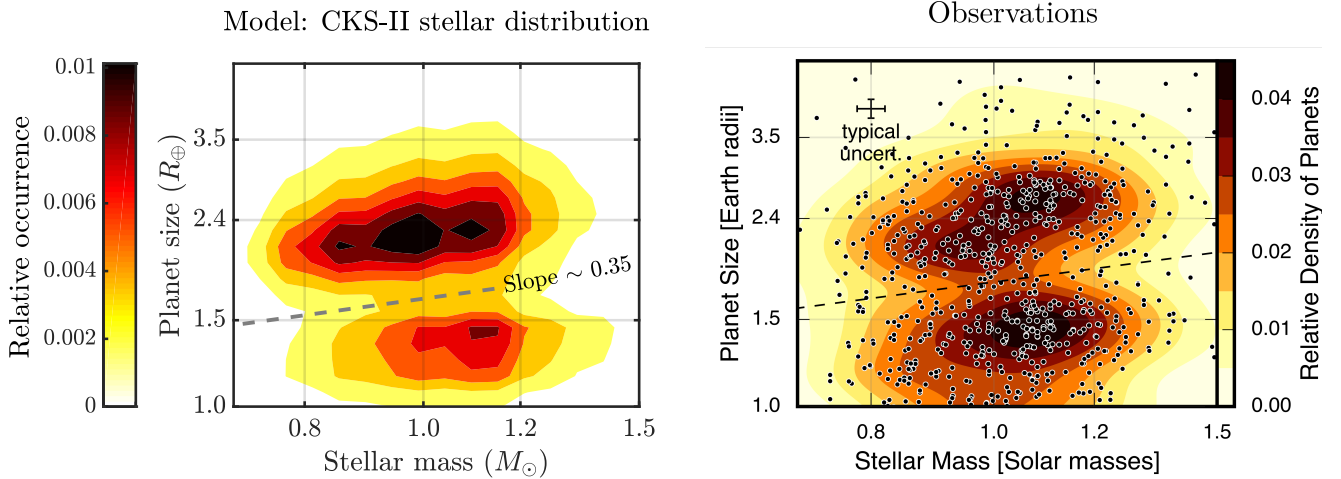 Model: CKS-II stellar distribution
Relative occurrence
0.01
0.008
0.006
0.004
0.002
0
Planet size (R⊕)
3.5
2.4
1.5
1.0
Slope ~ 0.35
0.8
1.0
1.2
1.5
Stellar mass (M⊙)
Observations
Planet Size [Earth radii]
3.5
2.4
1.5
1.0
typical
uncert.
0.8
1.0
1.2
1.5
Stellar Mass [Solar masses]
0.04
0.03
0.02
0.01
0.00
Relative Density of Planets